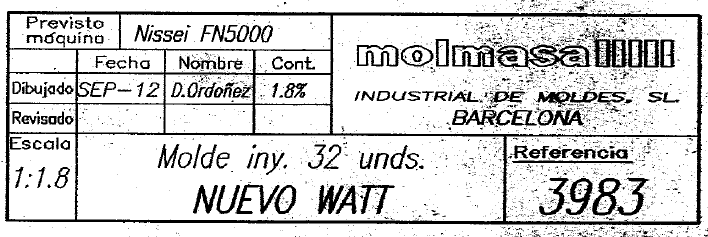 Previsto máquina Nissei FN5000
Fecha Nombre Cont.
Dibujado SEP-12 D.Ordoñez 1.8%
Revisado
molmasa
INDUSTRIAL DE MOLDES, SL.
BARCELONA
Escala
1:1.8
Molde iny. 32 unds.
NUEVO WATT
Referencia
3983